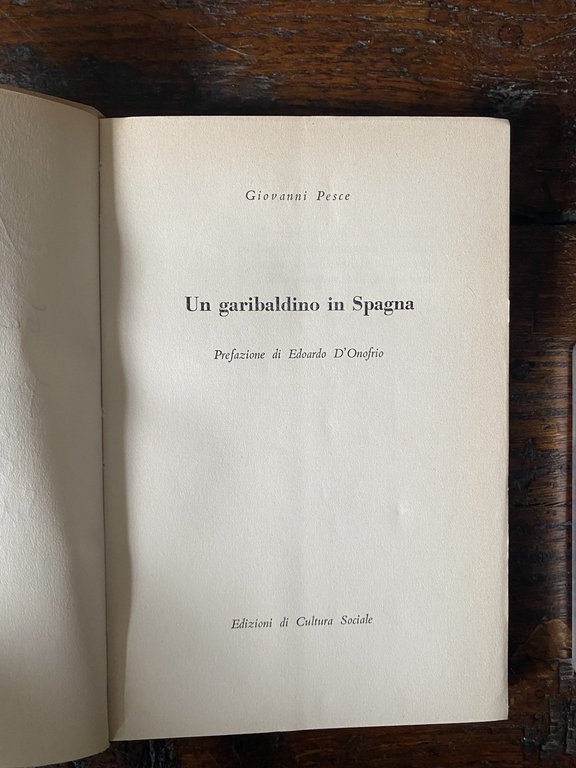 Giovanni Pesce
Un garibaldino in Spagna
Prefazione di Edoardo D'Onofrio
Edizioni di Cultura Sociale